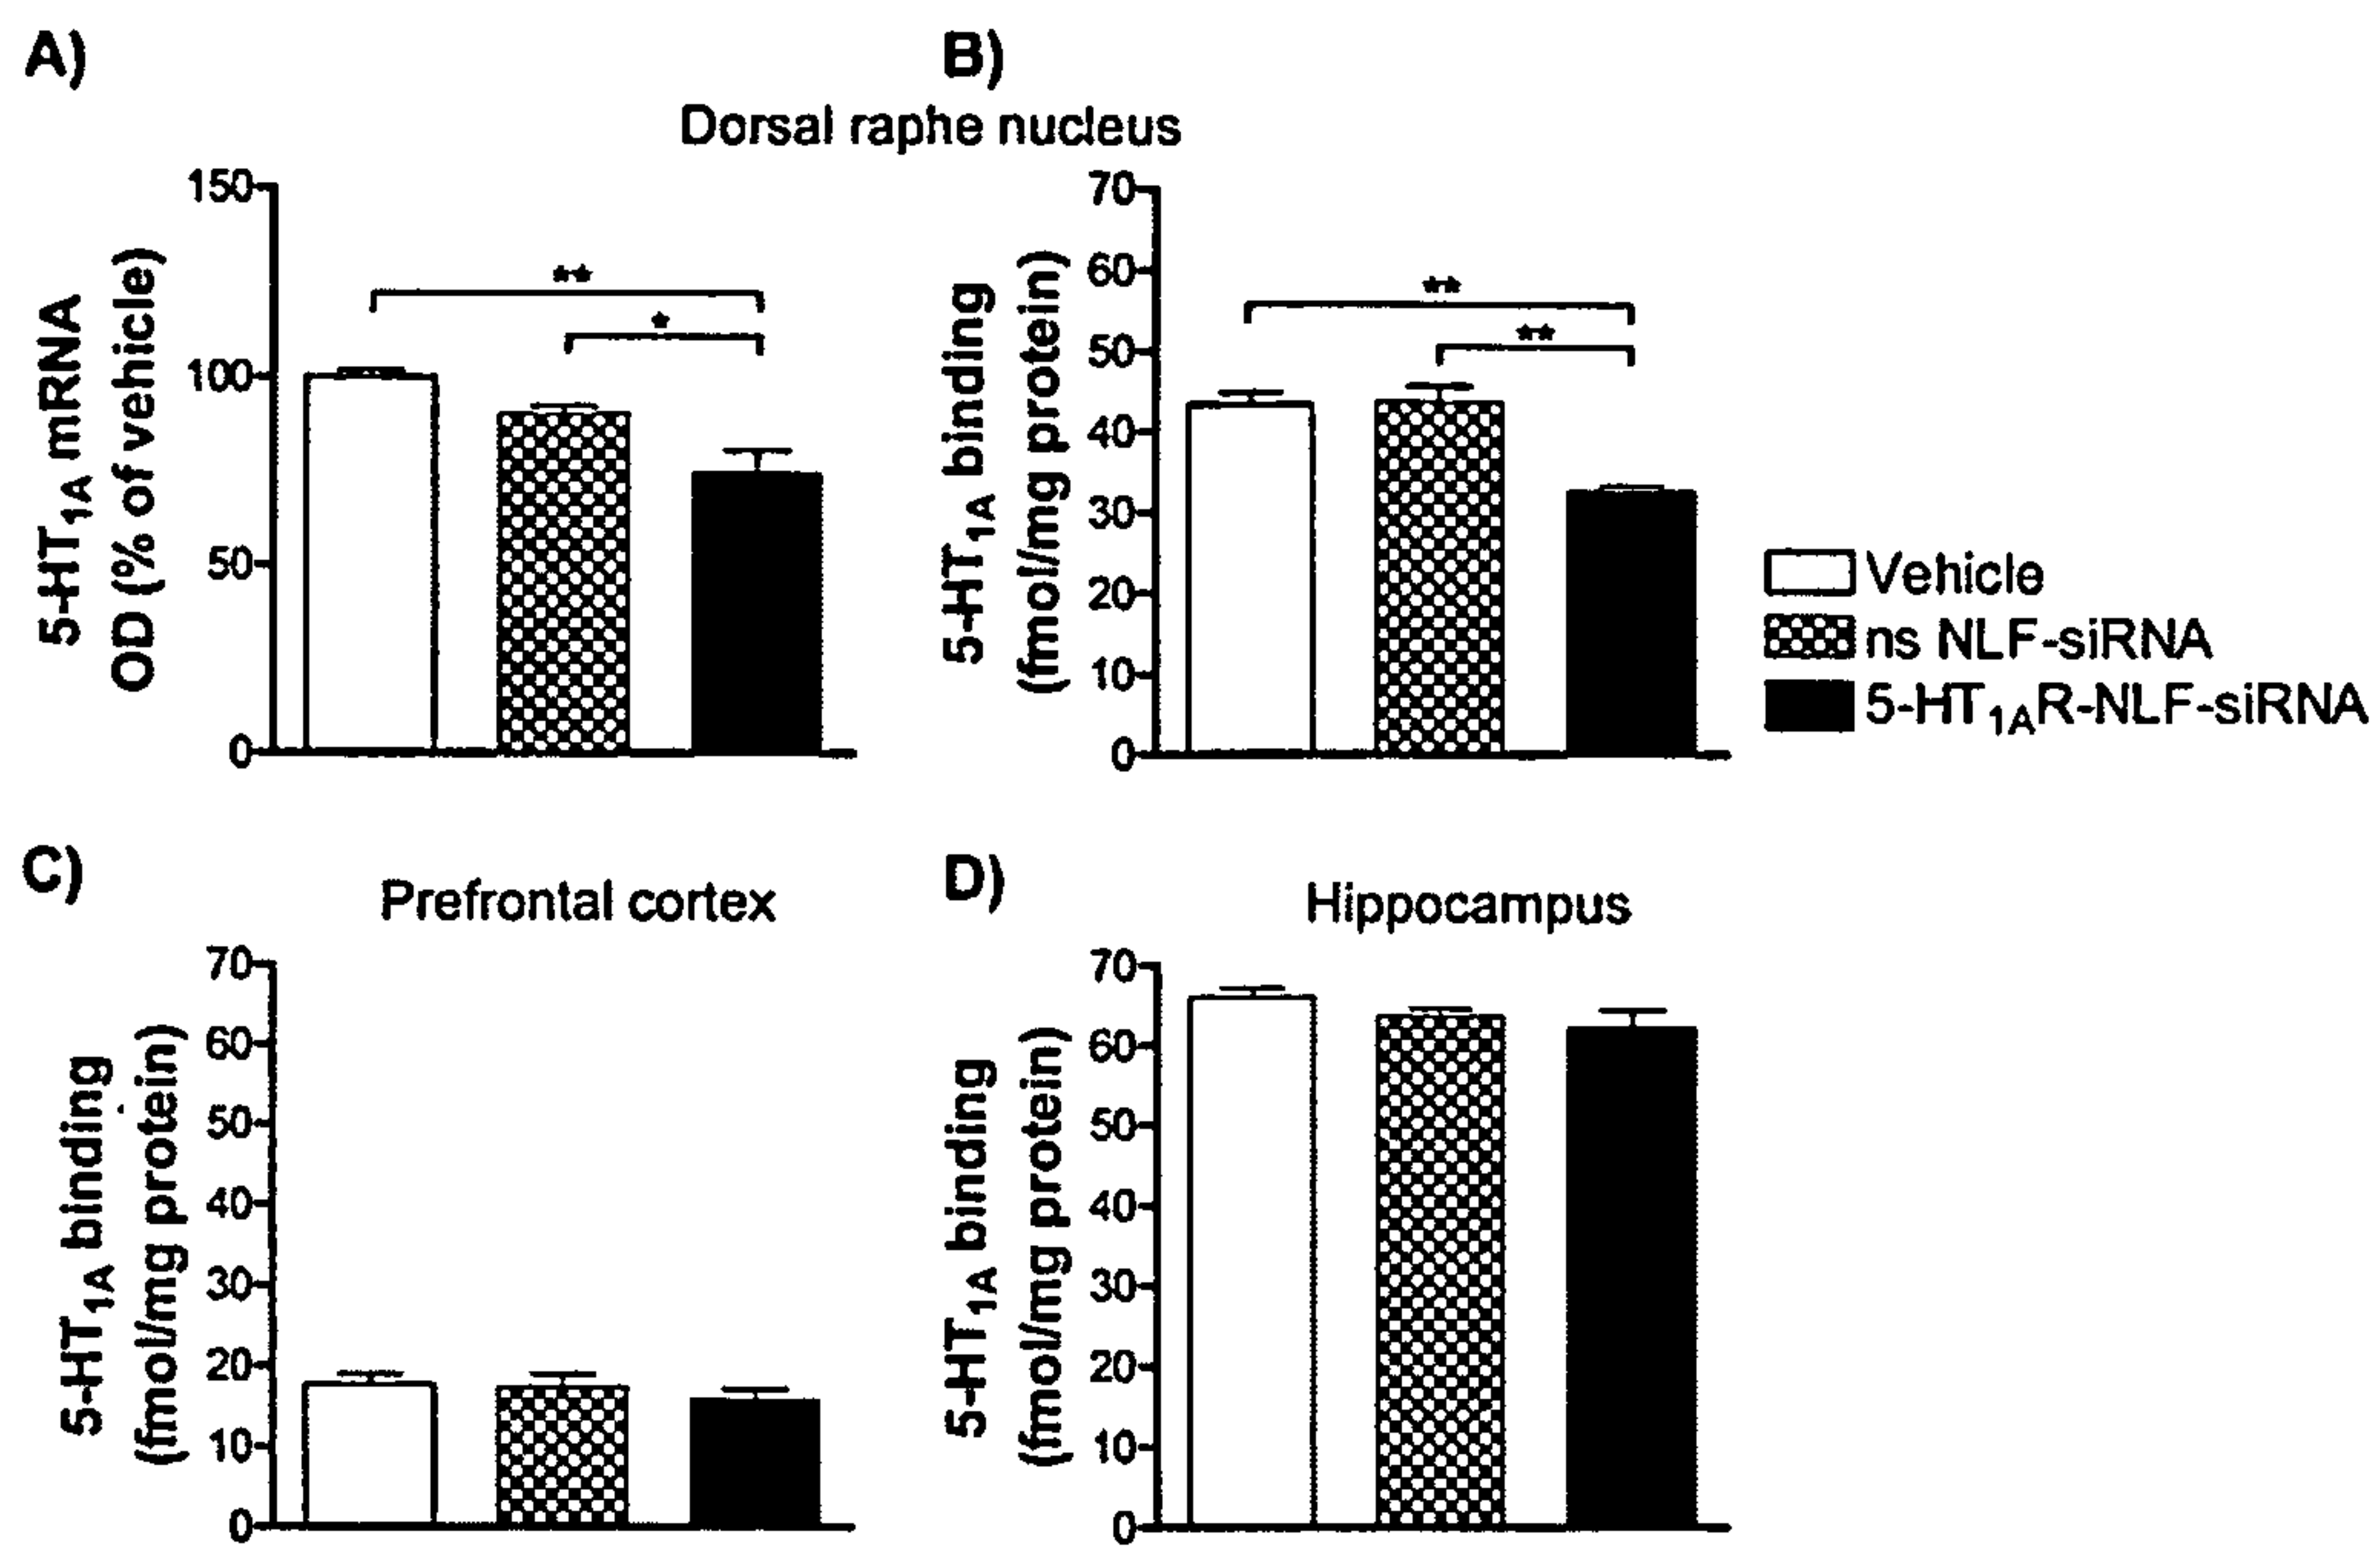 A)
B)
Dorsal raphe nucleus
5-HT1A mRNA
OD (% of vehicle)
150
100
50
0
**
*
5-HT1A binding
(fmol/mg protein)
70
60
50
40
30
20
10
0
**
**
Vehicle
ns NLF-siRNA
5-HT1AR-NLF-siRNA
C)
Prefrontal cortex
5-HT1A binding
(fmol/mg protein)
70
60
50
40
30
20
10
0
D)
Hippocampus
5-HT1A binding
(fmol/mg protein)
70
60
50
40
30
20
10
0